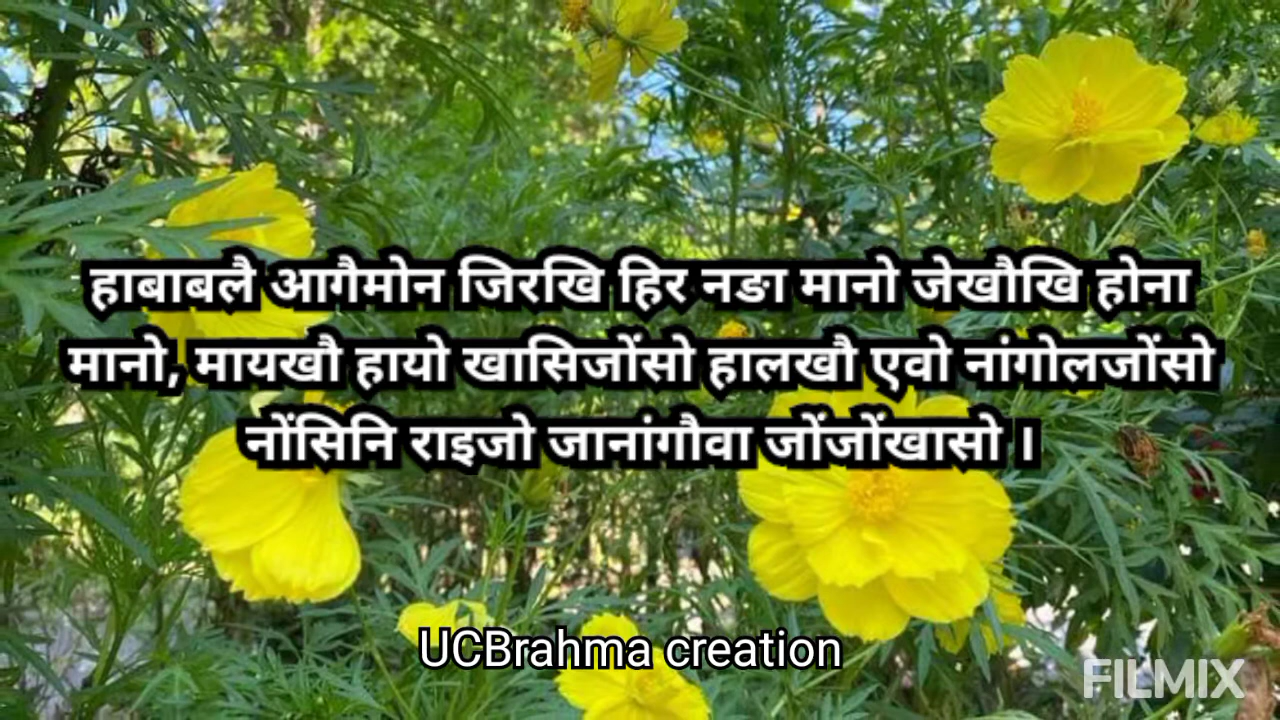 हाबाबलै आगैमोन जिरखि हिर नङा मानो जेखौखि होना
मानो, मायखौ हायो खासिजोंसो हालखौ एवो नांगोलजोंसो
नोंसिनि राइजो जानांगौवा जोंजोंखासो ।
UCBrahma creation
FILMIX